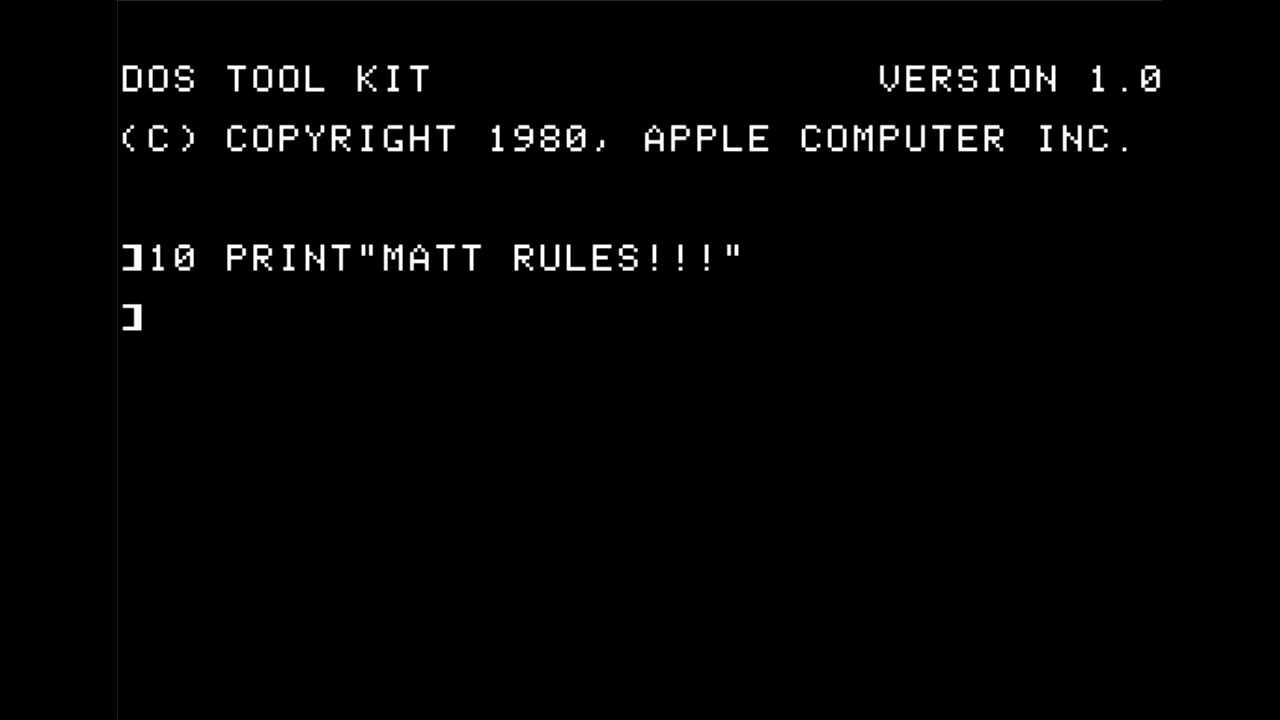 DOS TOOL KIT VERSION 1.0
(C) COPYRIGHT 1980, APPLE COMPUTER INC.
]10 PRINT"MATT RULES!!!"
]